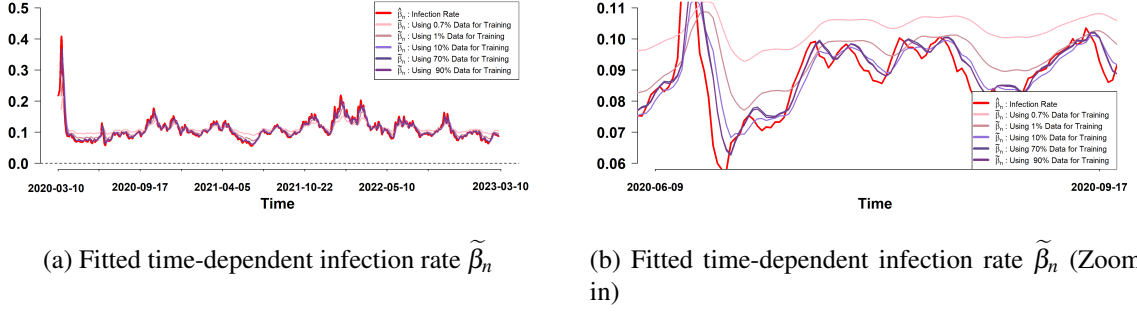 0.5
0.4
0.3
0.2
0.1
0.0
β̂n : Infection Rate
β̃n : Using 0.7% Data for Training
β̃n : Using 1% Data for Training
β̃n : Using 10% Data for Training
β̃n : Using 70% Data for Training
β̃n : Using 90% Data for Training
2020-03-10 2020-09-17 2021-04-05 2021-10-22 2022-05-10 2023-03-10
Time
(a) Fitted time-dependent infection rate β̃n
0.10
0.09
0.08
0.07
0.06
β̂n : Infection Rate
β̃n : Using 0.7% Data for Training
β̃n : Using 1% Data for Training
β̃n : Using 10% Data for Training
β̃n : Using 70% Data for Training
β̃n : Using 90% Data for Training
2020-06-09 2020-09-17
Time
(b) Fitted time-dependent infection rate β̃n (Zoom
in)